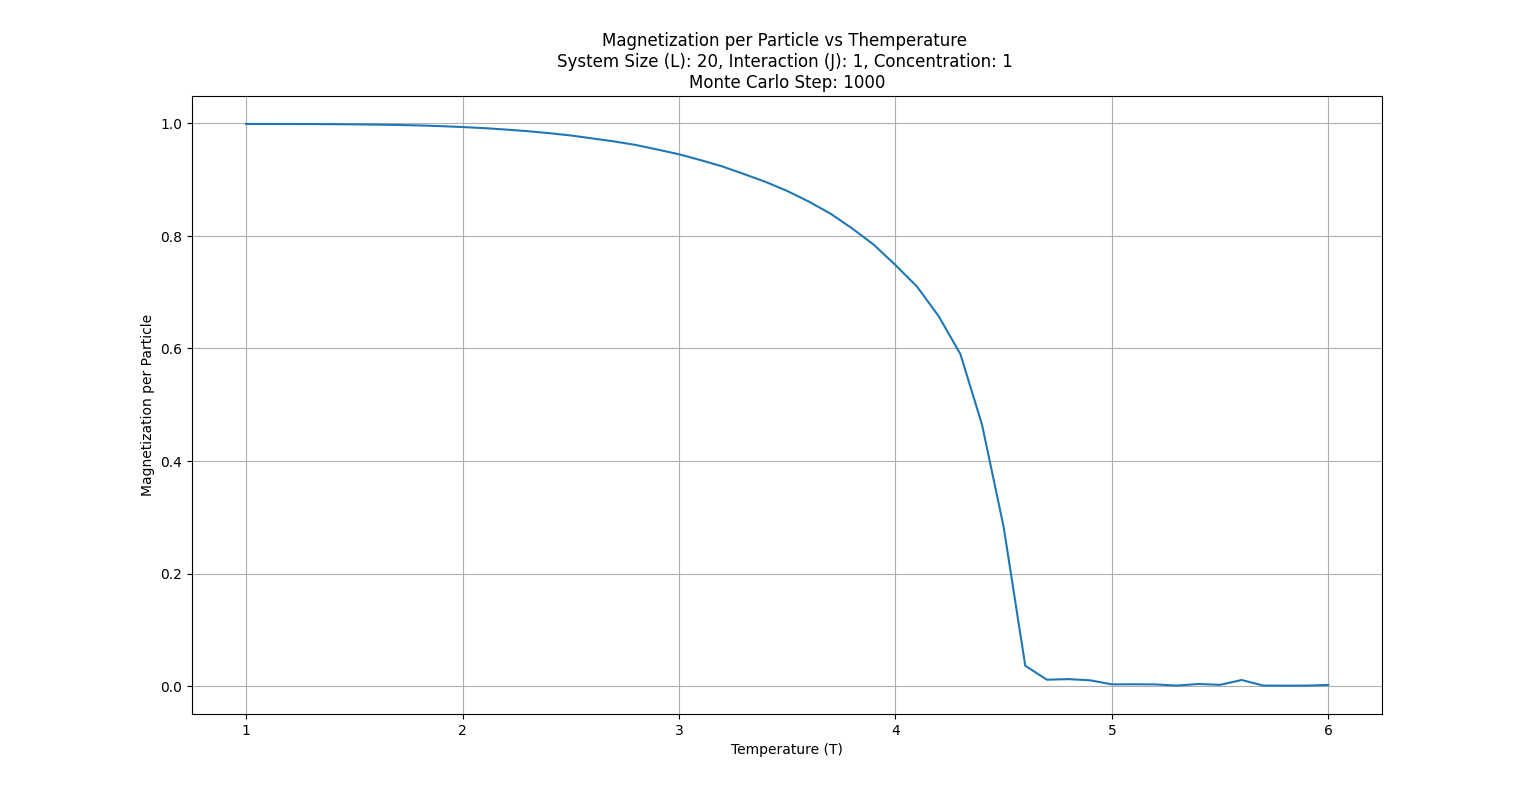 Magnetization per Particle vs Themperature
System Size (L): 20, Interaction (J): 1, Concentration: 1
Monte Carlo Step: 1000
Magnetization per Particle
1.0
0.8
0.6
0.4
0.2
0.0
1 2 3 4 5 6
Temperature (T)